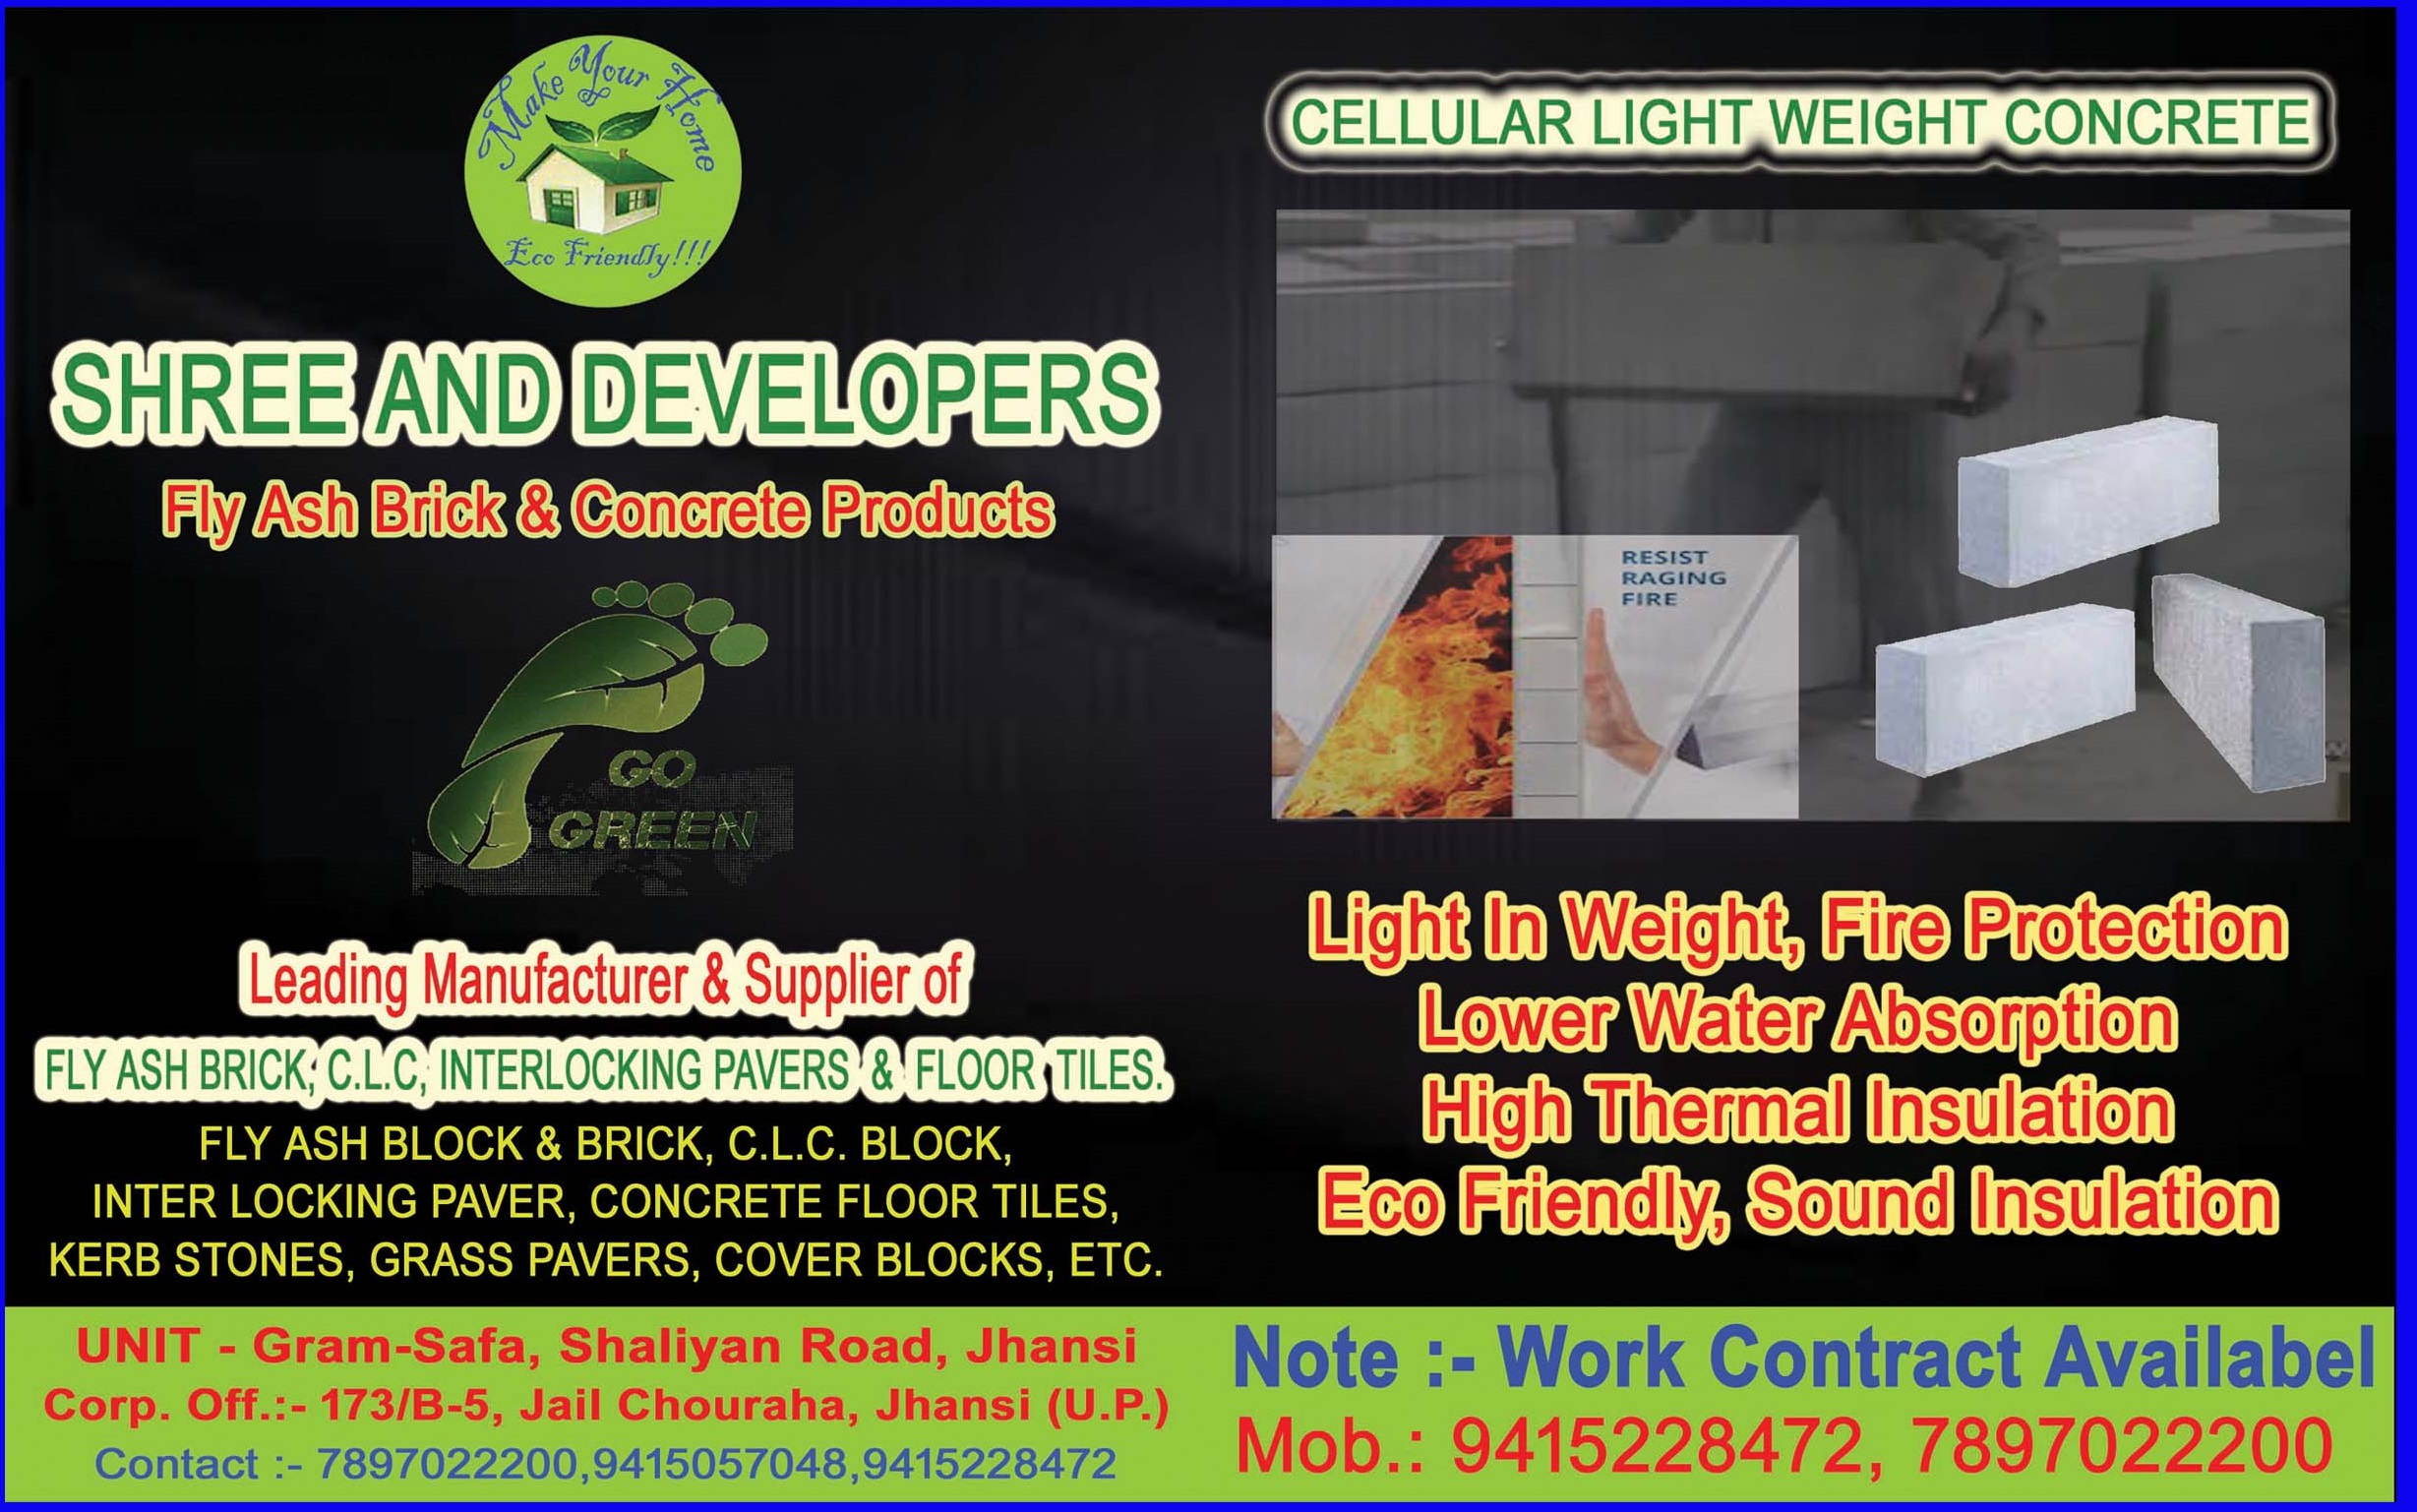 Make Your Home
Eco Friendly!!!
SHREE AND DEVELOPERS
Fly Ash Brick & Concrete Products
GO
GREEN
Leading Manufacturer & Supplier of
FLY ASH BRICK, C.L.C, INTERLOCKING PAVERS & FLOOR TILES.
FLY ASH BLOCK & BRICK, C.L.C. BLOCK,
INTER LOCKING PAVER, CONCRETE FLOOR TILES,
KERB STONES, GRASS PAVERS, COVER BLOCKS, ETC.
UNIT - Gram-Safa, Shaliyan Road, Jhansi
Corp. Off.:- 173/B-5, Jail Chouraha, Jhansi (U.P.)
Contact :- 7897022200,9415057048,9415228472
CELLULAR LIGHT WEIGHT CONCRETE
RESIST
RAGING
FIRE
Light In Weight, Fire Protection
Lower Water Absorption
High Thermal Insulation
Eco Friendly, Sound Insulation
Note :- Work Contract Availabel
Mob.: 9415228472, 7897022200